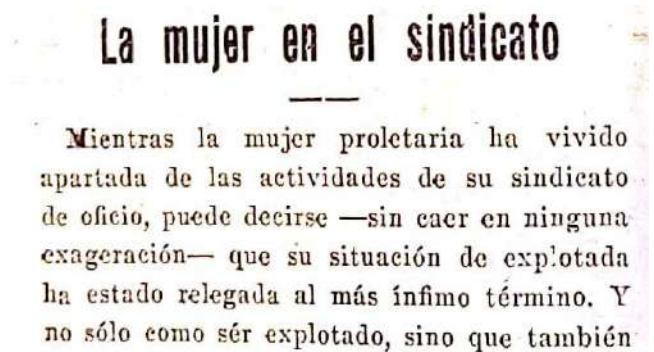 La mujer en el sindicato
Mientras la mujer proletaria ha vivido
apartada de las actividades de su sindicato
de oficio, puede decirse —sin caer en ninguna
exageración— que su situación de explotada
ha estado relegada al más ínfimo término. Y
no sólo como sér explotado, sino que también